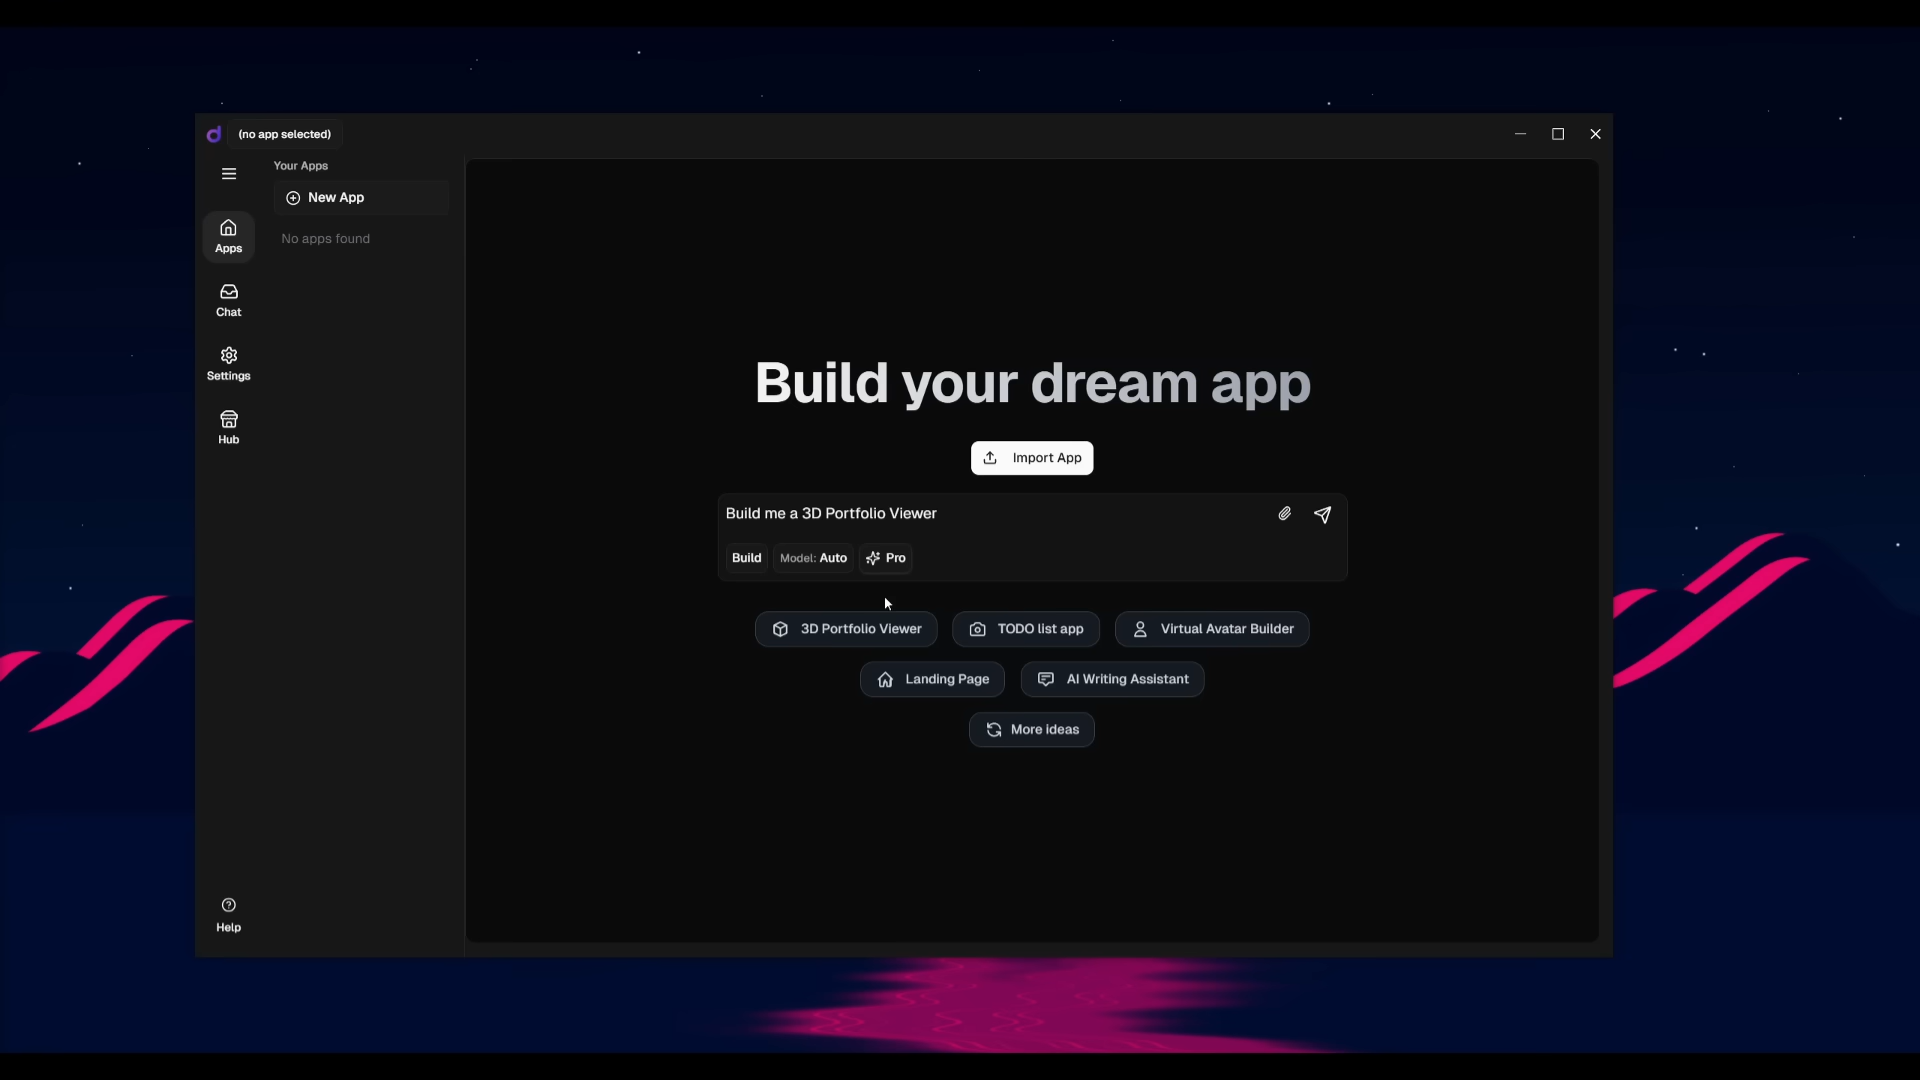 (no app selected)
Your Apps
New App
No apps found
Apps
Chat
Settings
Hub
Help
Build your dream app
Import App
Build me a 3D Portfolio Viewer
Build Model: Auto Pro
3D Portfolio Viewer TODO list app Virtual Avatar Builder
Landing Page AI Writing Assistant
More ideas